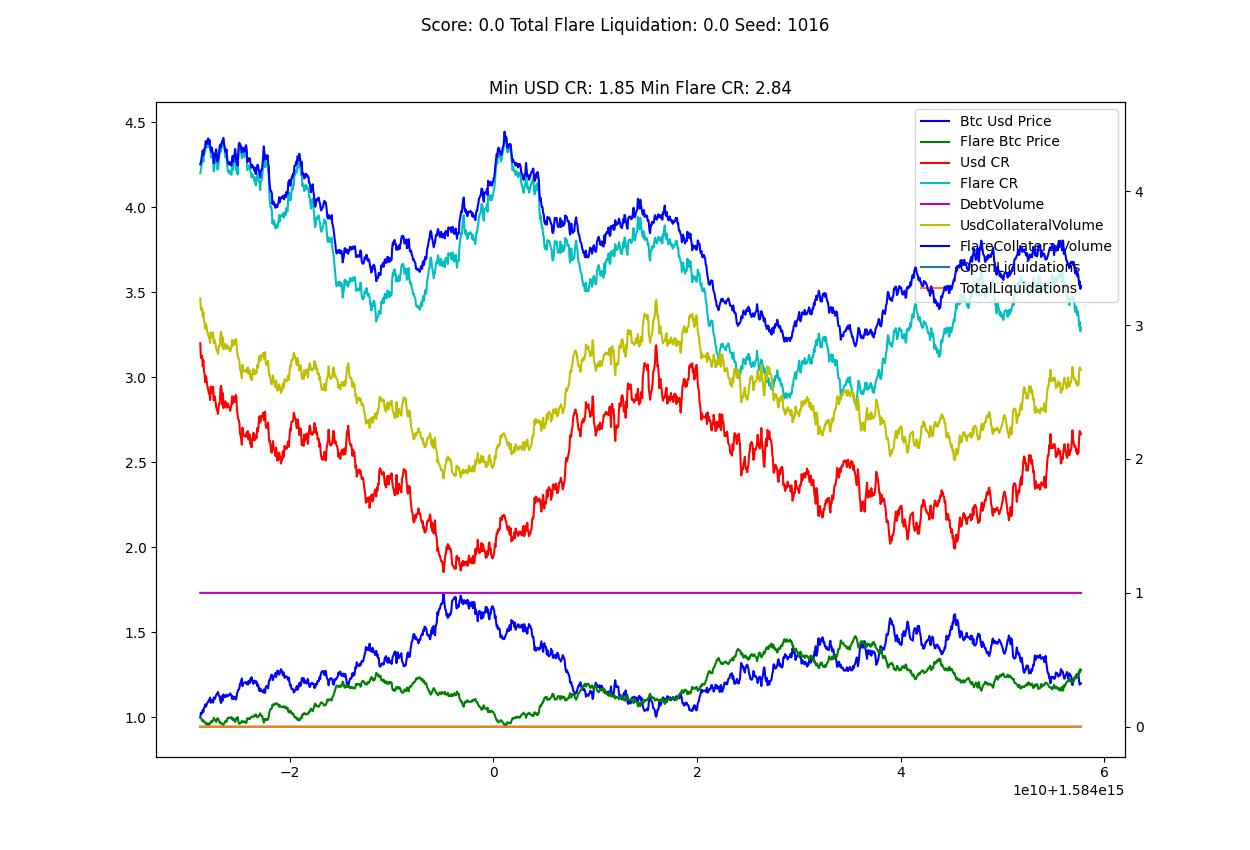 Score: 0.0 Total Flare Liquidation: 0.0 Seed: 1016
Min USD CR: 1.85 Min Flare CR: 2.84
4.5
4.0
3.5
3.0
2.5
2.0
1.5
1.0
Btc Usd Price
Flare Btc Price
Usd CR
Flare CR
DebtVolume
UsdCollateralVolume
FlareCollateralVolume
OpenLiquidations
TotalLiquidations
4
3
2
1
0
−2
0
2
4
6
1e10+1.584e15